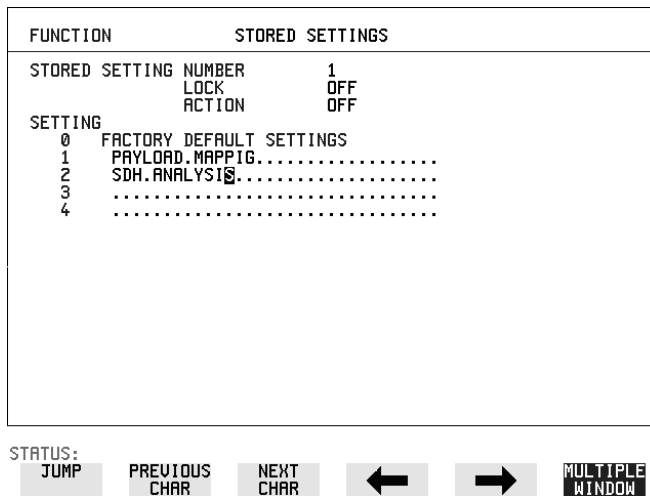 FUNCTION STORED SETTINGS
STORED SETTING NUMBER 1
LOCK OFF
ACTION OFF
SETTING
0 FACTORY DEFAULT SETTINGS
1 PAYLOAD.MAPPIG..................
2 SDH.ANALYSIS.....................
3 ................................
4 ................................
STATUS:
JUMP PREVIOUS CHAR NEXT CHAR MULTIPLE WINDOW